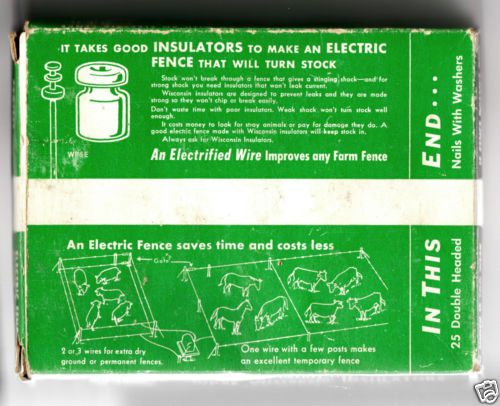 IT TAKES GOOD INSULATORS TO MAKE AN ELECTRIC
FENCE THAT WILL TURN STOCK
Stock won't break through a fence that gives a stinging shock—and for
strong shock you need insulators that won't leak current.
Wisconsin insulators are designed to prevent leaks and they are made
strong so they won't chip or break easily.
Don't waste time with poor insulators. Weak shock won't turn stock well
enough.
It costs money to look for stay animals or pay for damage they do. A
good electric fence made with Wisconsin insulators will keep stock in.
Always ask for Wisconsin Insulators.
An Electrified Wire Improves any Farm Fence
An Electric Fence saves time and costs less
Gate
2 or 3 wires for extra dry
ground or permanent fences.
One wire with a few posts makes
an excellent temporary fence
IN THIS END...
25 Double Headed Nails With Washers